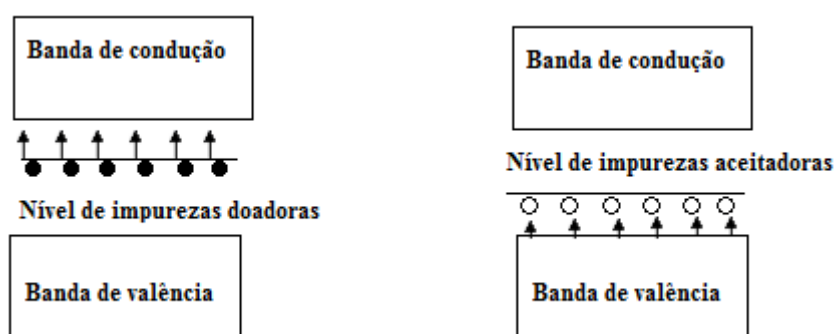 Banda de condução
Nível de impurezas doadoras
Banda de valência
Banda de condução
Nível de impurezas aceitadoras
Banda de valência